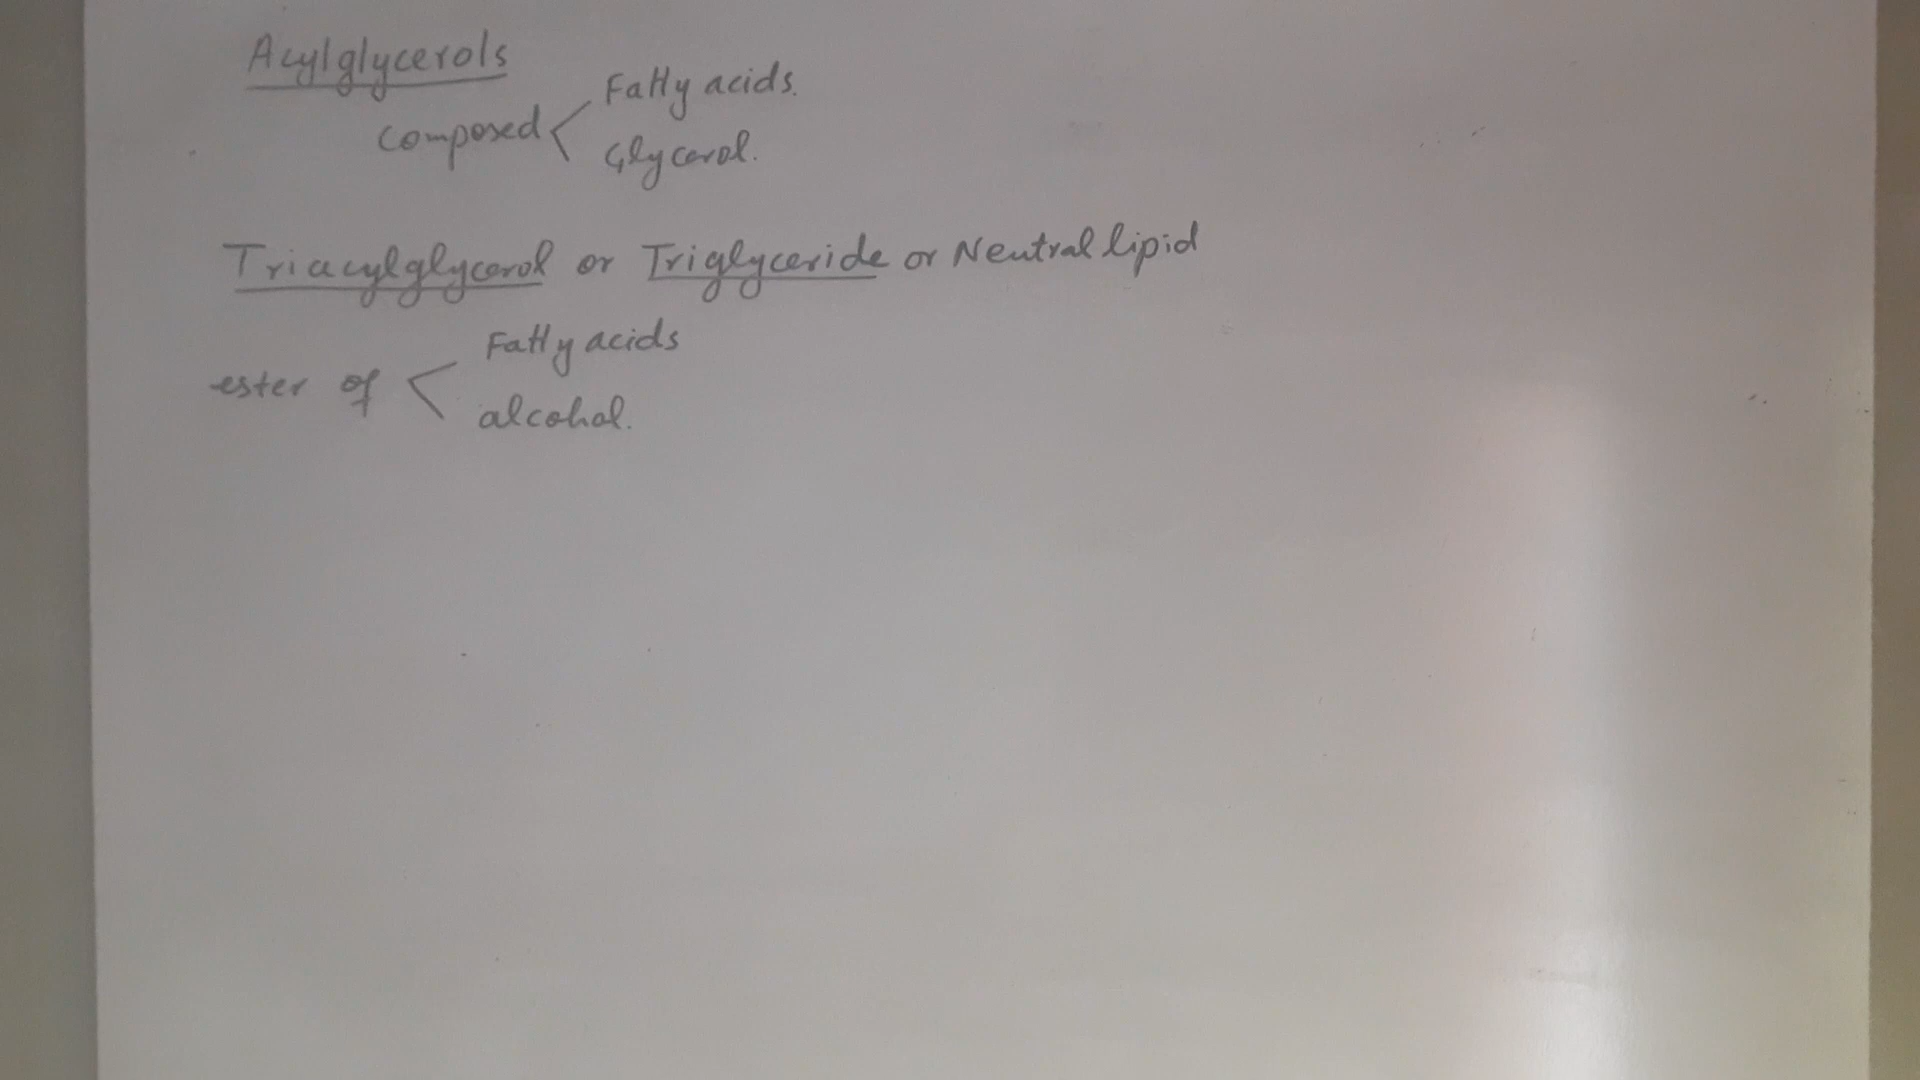 Acylglycerols
composed < Fatty acids.
Glycerol.
Triacylglycerol or Triglyceride or Neutral lipid
ester of < Fatty acids
alcohol.